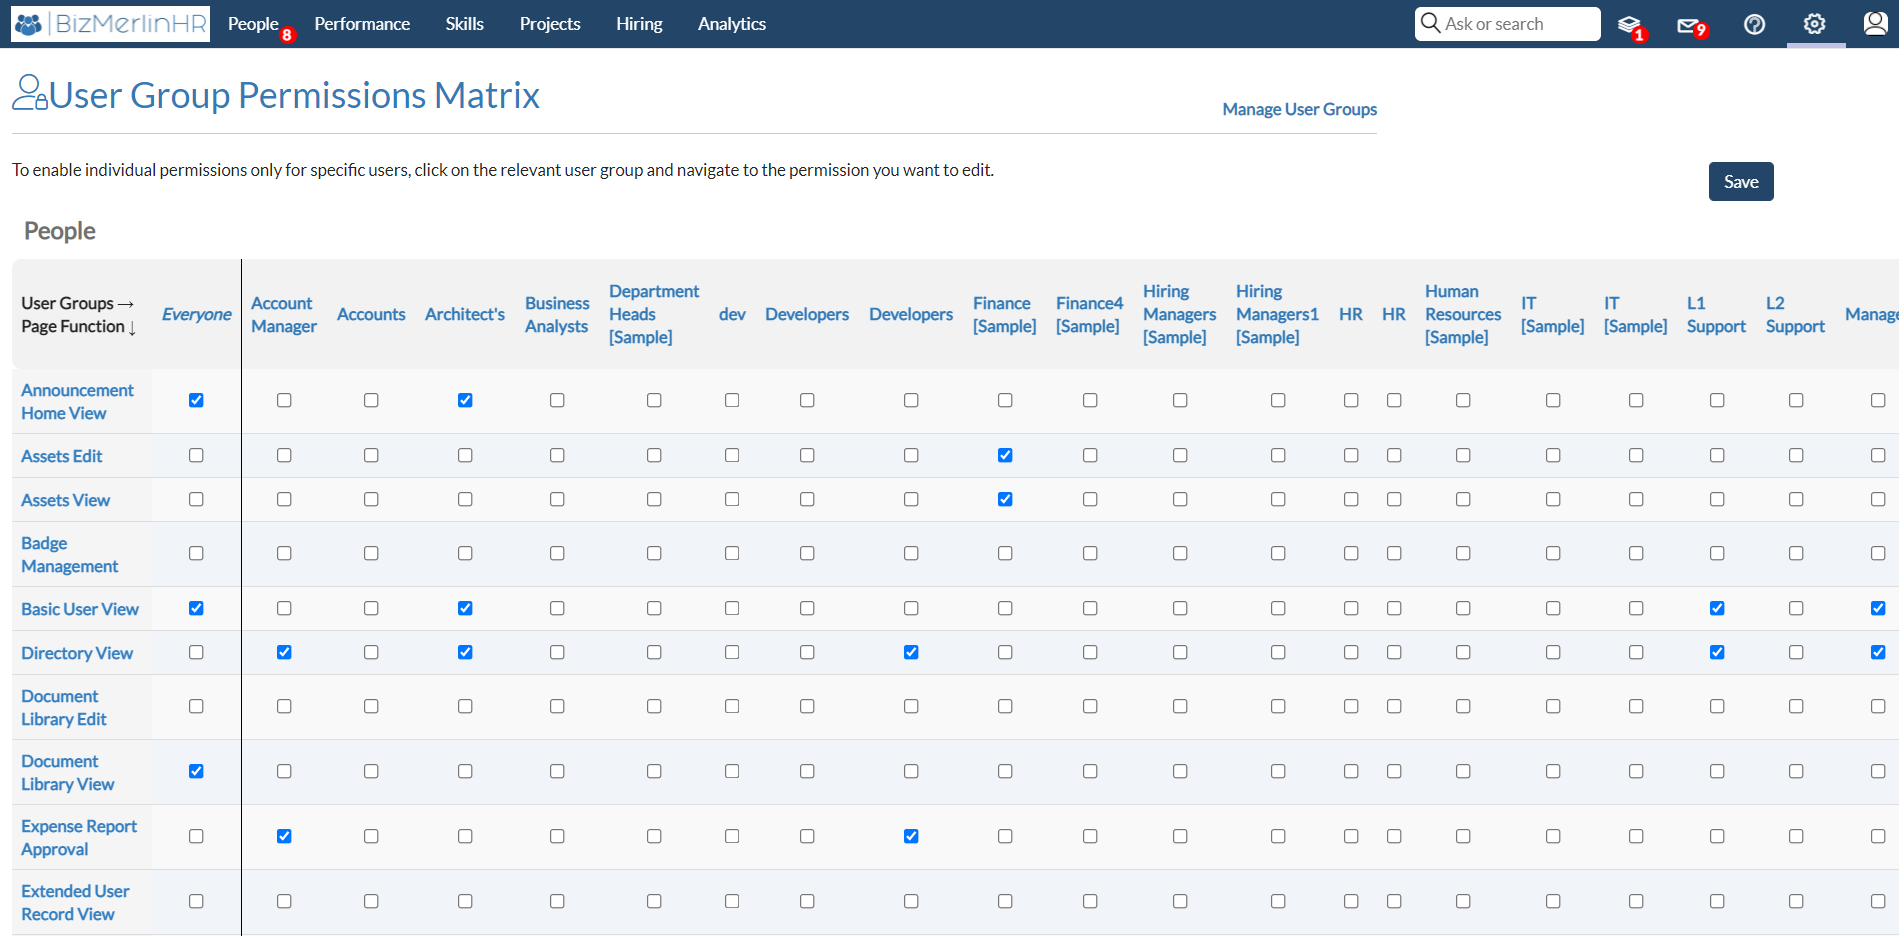 BizMerlinHR People 8 Performance Skills Projects Hiring Analytics Ask or search 1 9
User Group Permissions Matrix
Manage User Groups
To enable individual permissions only for specific users, click on the relevant user group and navigate to the permission you want to edit.
Save
People
User Groups →
Page Function ↓
Everyone
Account
Manager
Accounts
Architect's
Business
Analysts
Department
Heads
[Sample]
dev
Developers
Developers
Finance
[Sample]
Finance4
[Sample]
Hiring
Managers
[Sample]
Hiring
Managers1
[Sample]
HR
HR
Human
Resources
[Sample]
IT
[Sample]
IT
[Sample]
L1
Support
L2
Support
Manage
Announcement
Home View
Assets Edit
Assets View
Badge
Management
Basic User View
Directory View
Document
Library Edit
Document
Library View
Expense Report
Approval
Extended User
Record View